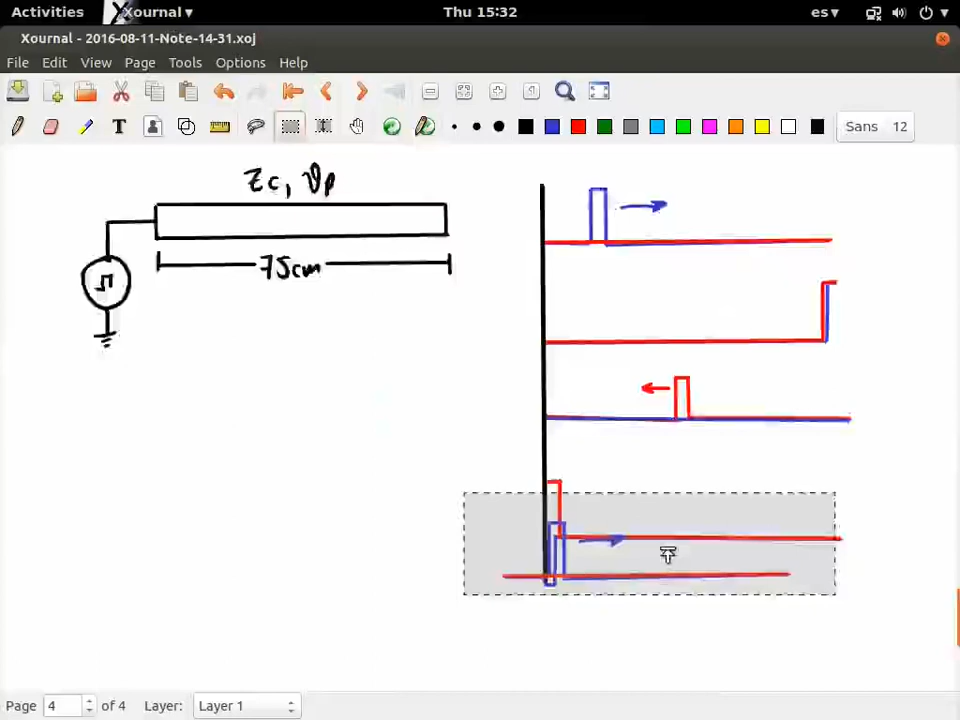 Activities
Xournal ▾
Thu 15:32
es ▾
Xournal - 2016-08-11-Note-14-31.xoj
File Edit View Page Tools Options Help
Sans 12
Zc, νp
75cm
Page 4 of 4 Layer: Layer 1